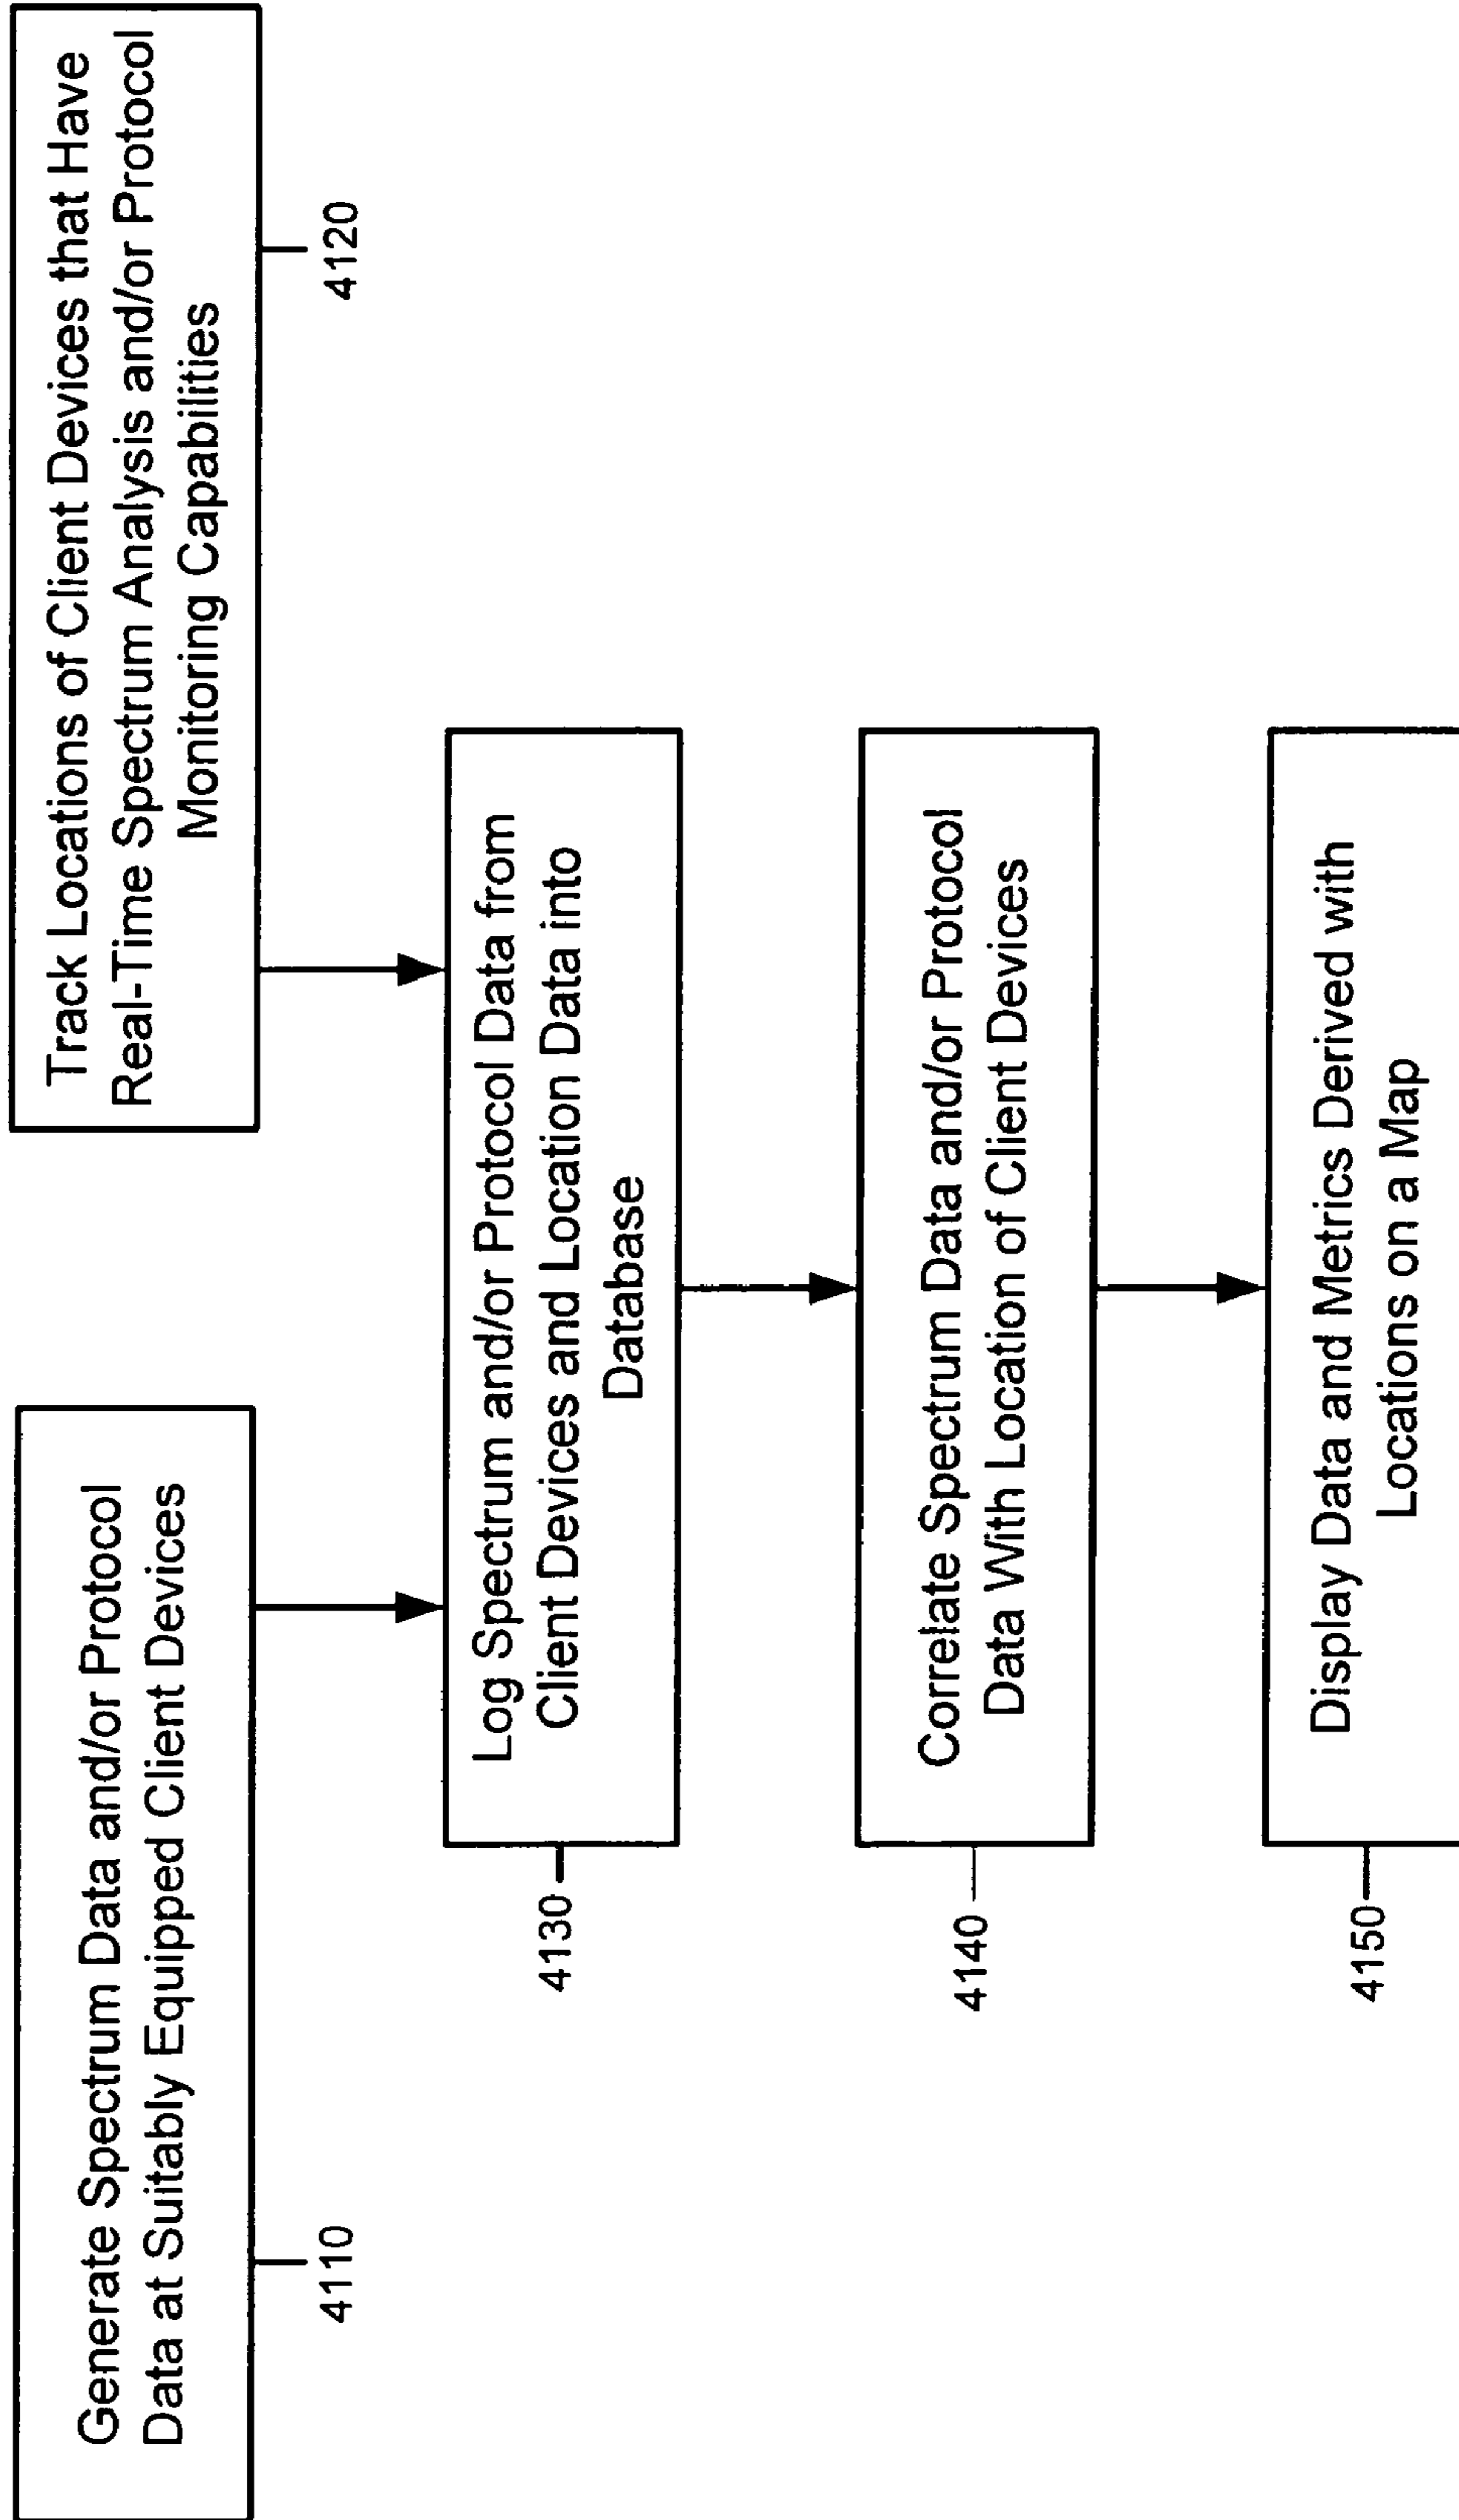 Generate Spectrum Data and/or Protocol
Data at Suitably Equipped Client Devices
4110
Track Locations of Client Devices that Have
Real-Time Spectrum Analysis and/or Protocol
Monitoring Capabilities
4120
Log Spectrum and/or Protocol Data from
Client Devices and Location Data into
Database
4130
Correlate Spectrum Data and/or Protocol
Data With Location of Client Devices
4140
Display Data and Metrics Derived with
Locations on a Map
4150